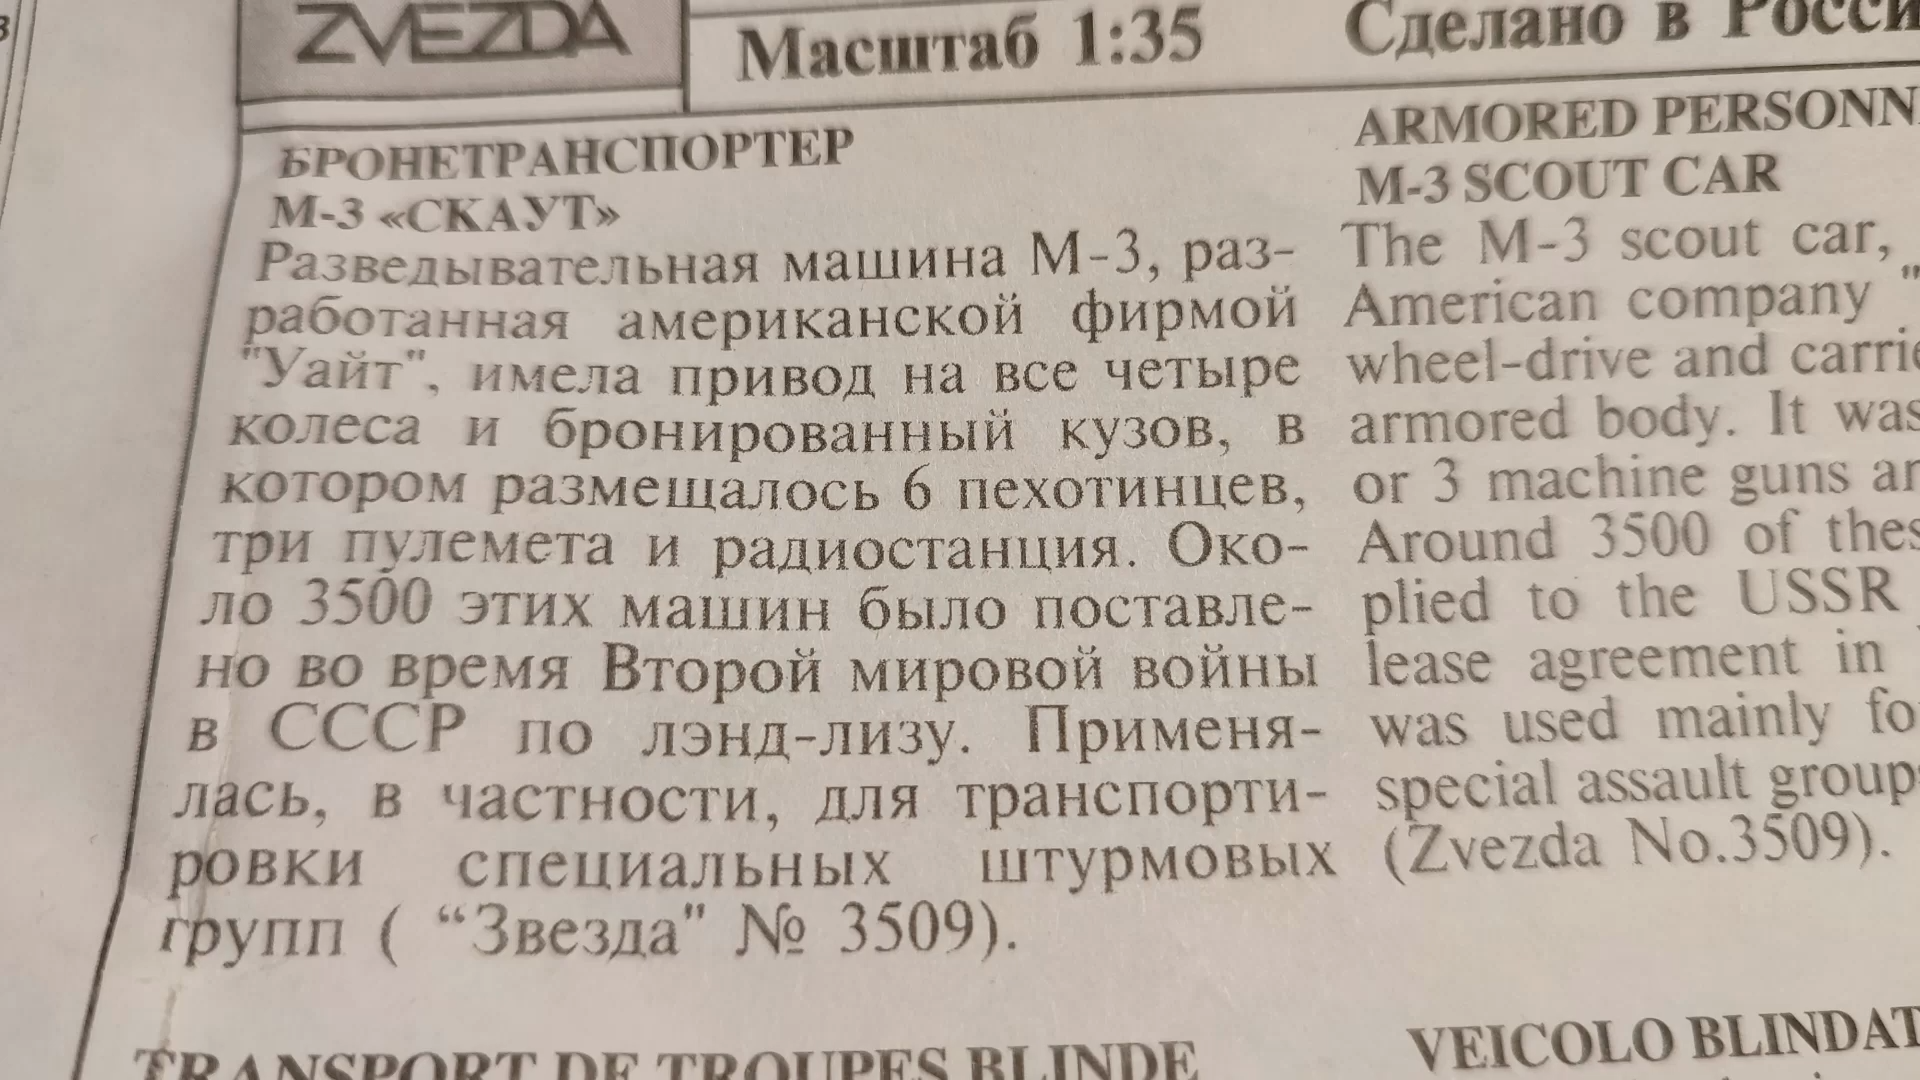 ZVEZDA
Масштаб 1:35
Сделано в
БРОНЕТРАНСПОРТЕР
М-3 «СКАУТ»
Разведывательная машина М-3, раз-
работанная американской фирмой
"Уайт", имела привод на все четыре
колеса и бронированный кузов, в
котором размещалось 6 пехотинцев,
три пулемета и радиостанция. Око-
ло 3500 этих машин было поставле-
но во время Второй мировой войны
в СССР по лэнд-лизу. Применя-
лась, в частности, для транспорти-
ровки специальных штурмовых
групп ( “Звезда" № 3509).
ARMORED
M-3 SCOUT CAR
The M-3 scout car,
American company
wheel-drive and
armored body. It was
or 3 machine guns
Around 3500 of
plied to the USSR
lease agreement in
was used mainly
special assault
(Zvezda No.3509).
TRANSPORT DE TROUPES BLINDE
VEICOLO